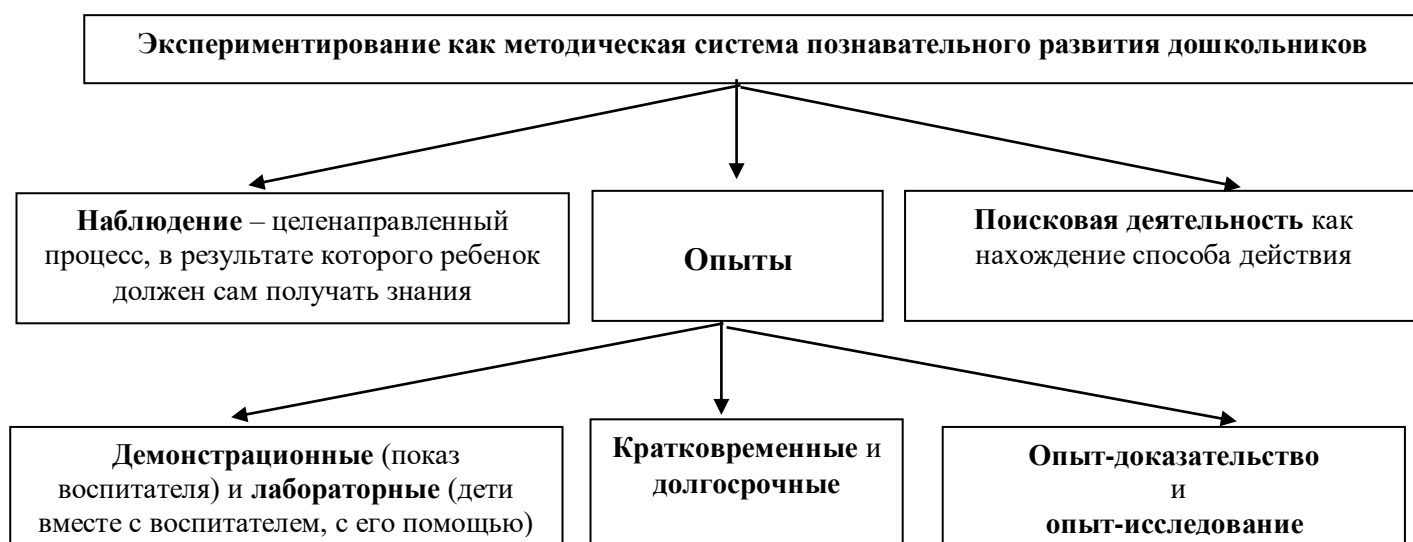 Экспериментирование как методическая система познавательного развития дошкольников
Наблюдение – целенаправленный
процесс, в результате которого ребенок
должен сам получать знания
Опыты
Поисковая деятельность как
нахождение способа действия
Демонстрационные (показ
воспитателя) и лабораторные (дети
вместе с воспитателем, с его помощью)
Кратковременные и
долгосрочные
Опыт-доказательство
и
опыт-исследование